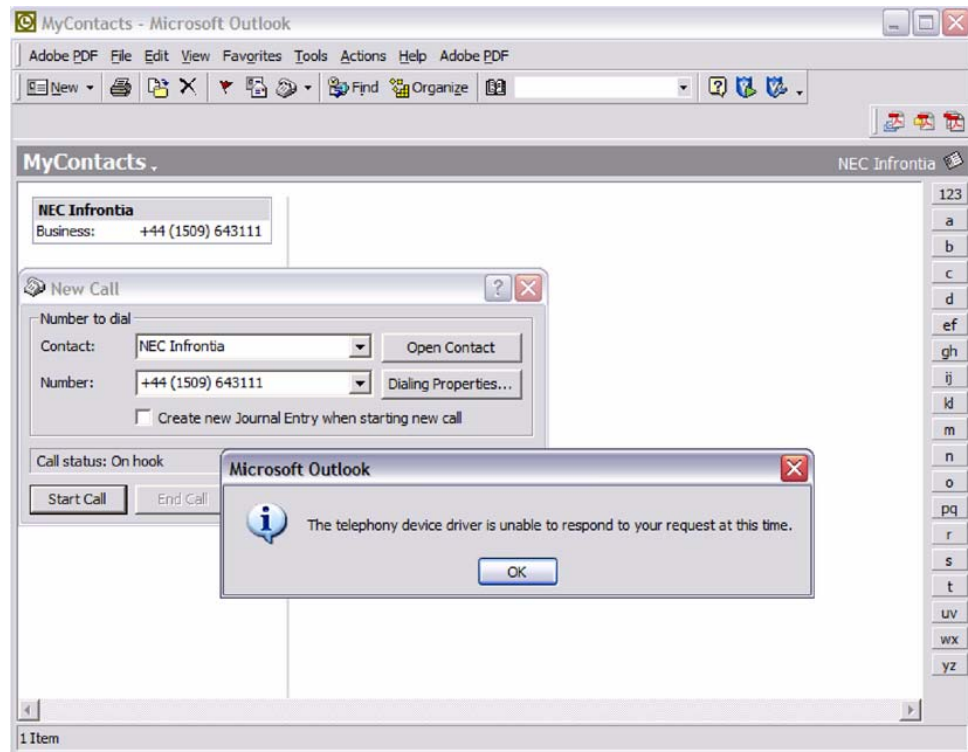 MyContacts - Microsoft Outlook
Adobe PDF File Edit View Favorites Tools Actions Help Adobe PDF
New Find Organize
MyContacts NEC Infrontia
NEC Infrontia
Business: +44 (1509) 643111
123
a
b
c
d
ef
gh
ij
kl
m
n
o
pq
r
s
t
uv
wx
yz
New Call
Number to dial
Contact: NEC Infrontia Open Contact
Number: +44 (1509) 643111 Dialing Properties...
Create new Journal Entry when starting new call
Call status: On hook
Start Call End Call
Microsoft Outlook
The telephony device driver is unable to respond to your request at this time.
OK
1 Item